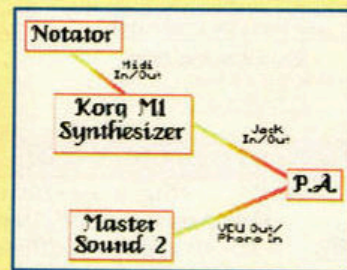 Notator
Midi
In/Out
Korg M1
Synthesizer
Jack
In/Out
P.A.
Master
Sound 2
VDU Out/
Phono In